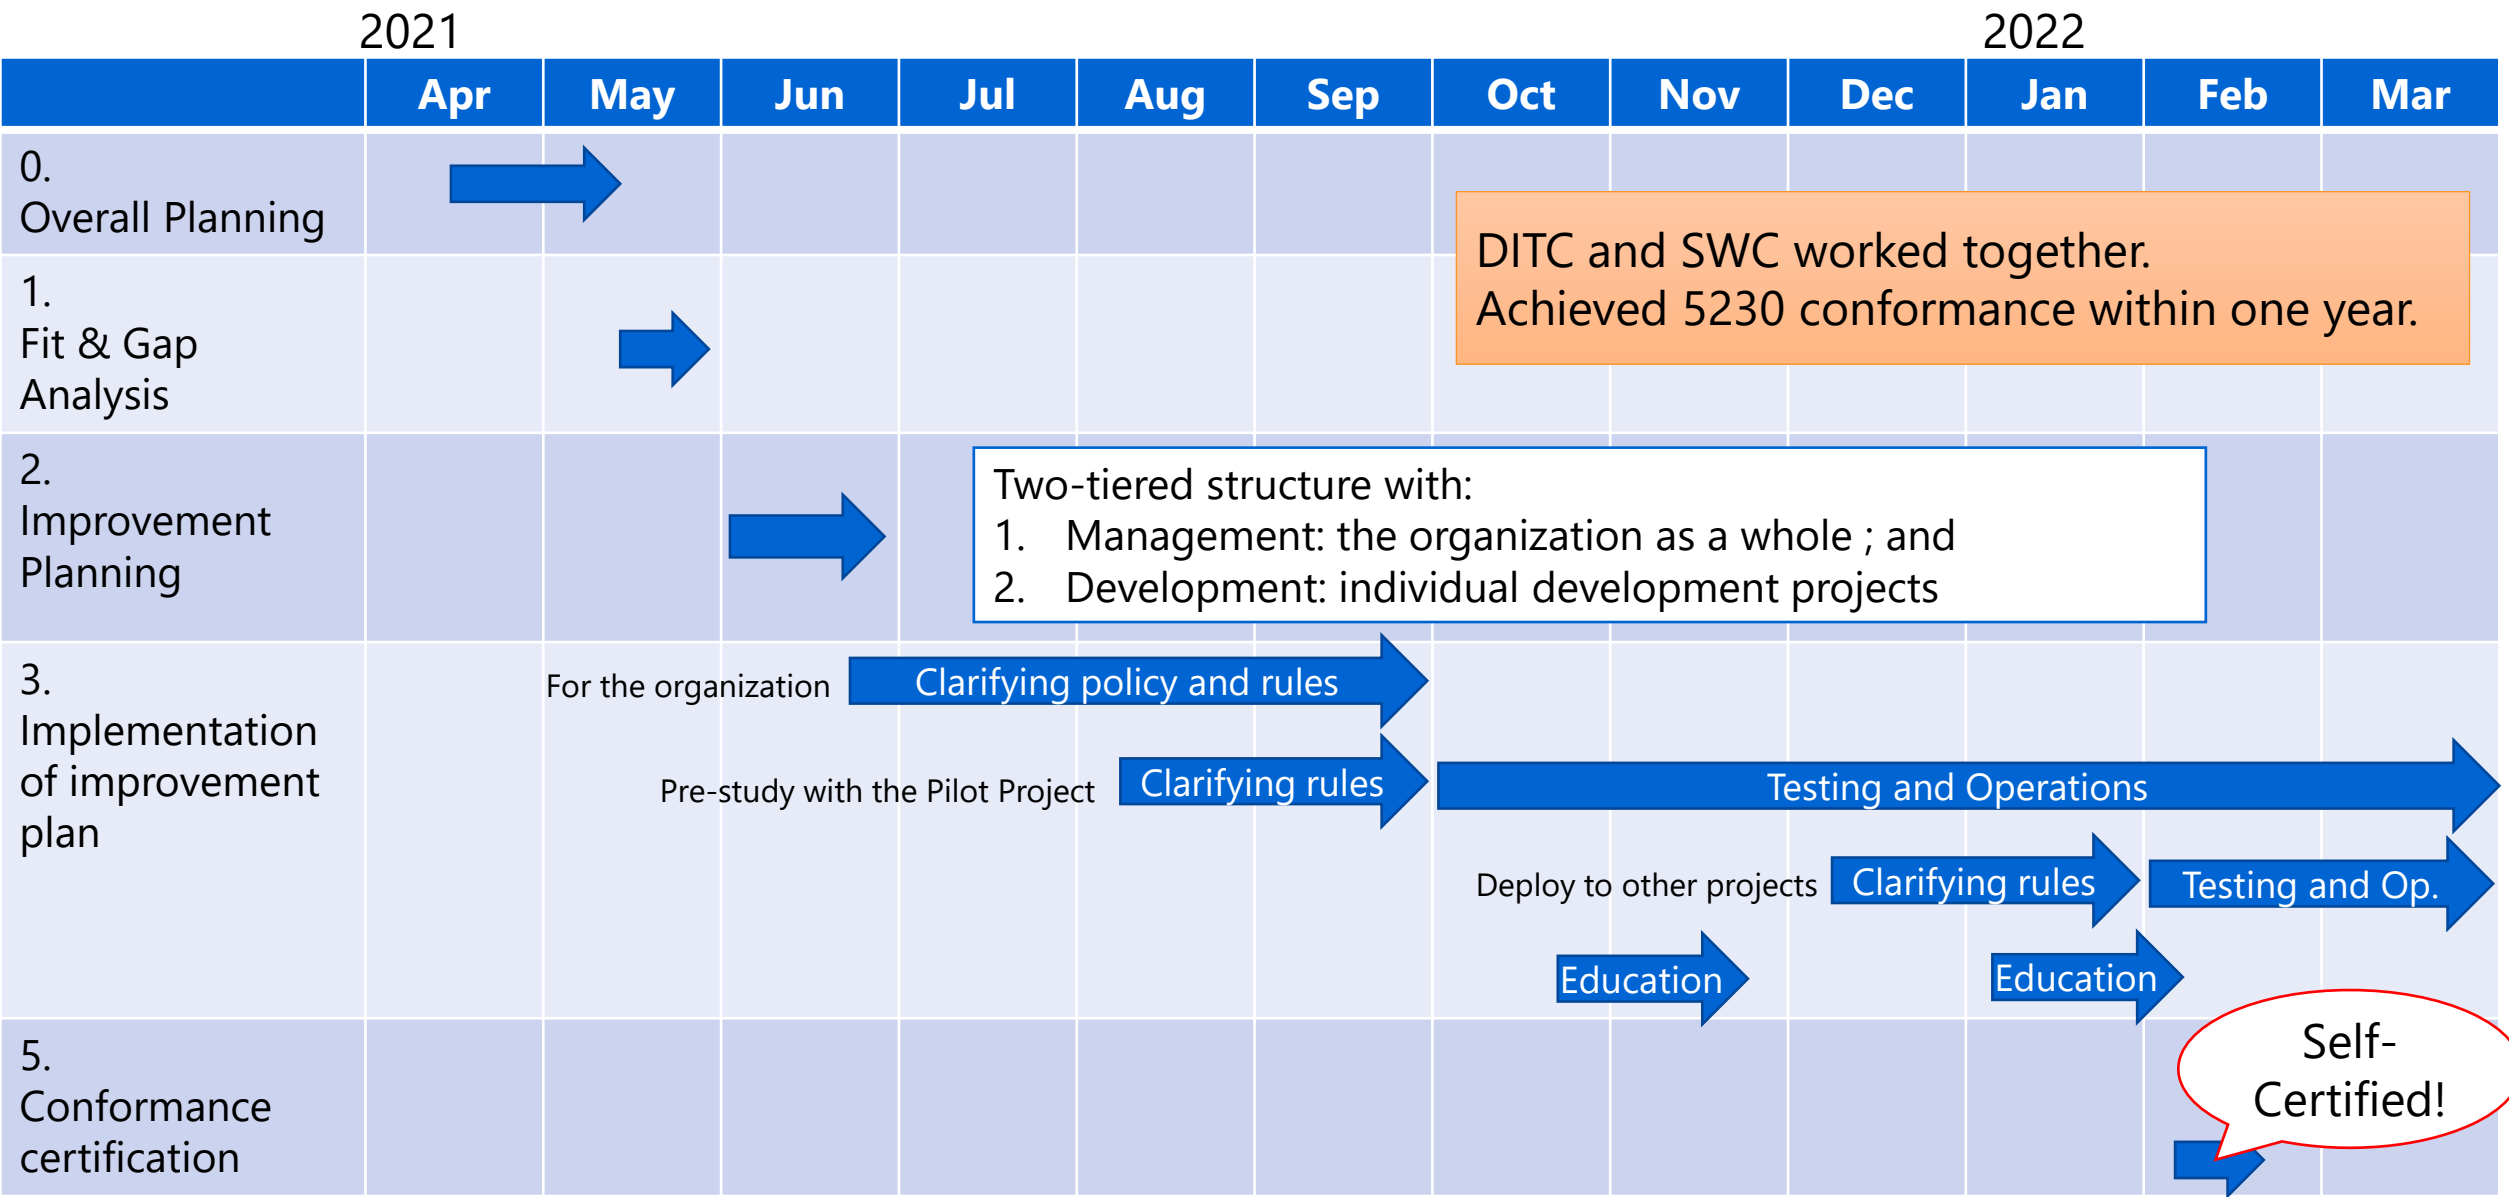 2021
2022
Apr May Jun Jul Aug Sep Oct Nov Dec Jan Feb Mar
0.
Overall Planning
DITC and SWC worked together.
Achieved 5230 conformance within one year.
1.
Fit & Gap
Analysis
2.
Improvement
Planning
Two-tiered structure with:
1. Management: the organization as a whole ; and
2. Development: individual development projects
3.
Implementation
of improvement
plan
For the organization
Clarifying policy and rules
Pre-study with the Pilot Project
Clarifying rules
Testing and Operations
Deploy to other projects
Clarifying rules
Testing and Op.
Education
Education
5.
Conformance
certification
Self-
Certified!